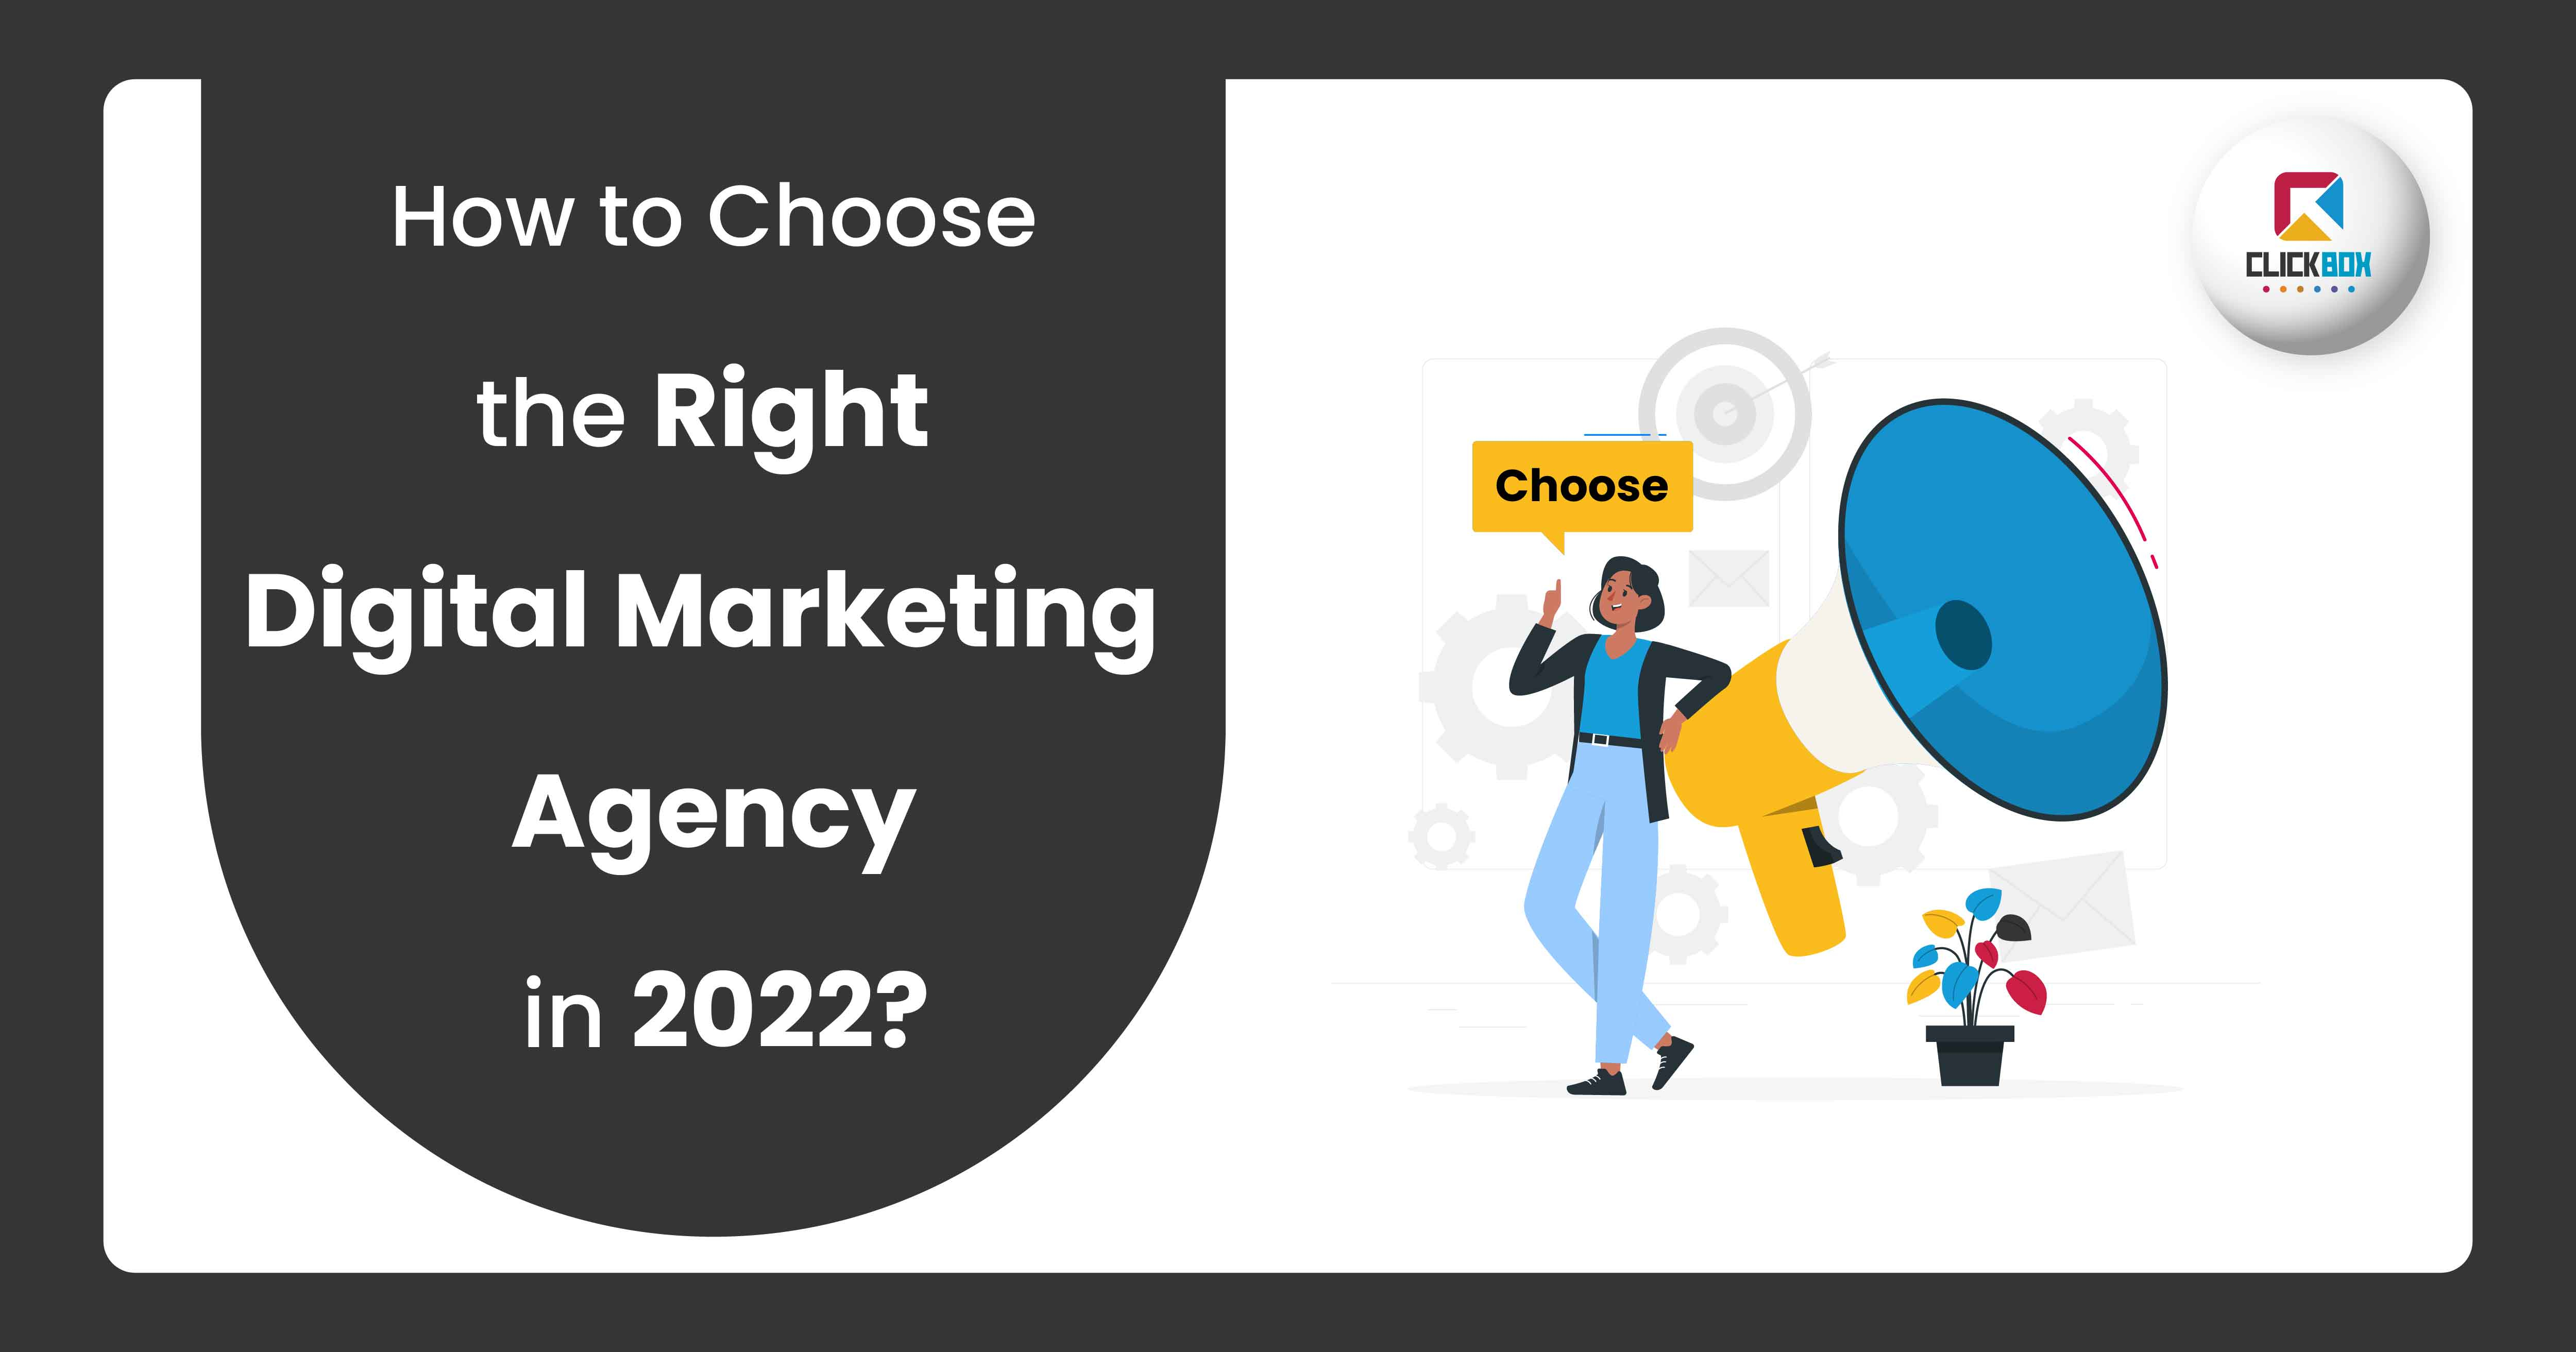 How to Choose
the Right
Digital Marketing
Agency
in 2022?
CLICKBOX
Choose